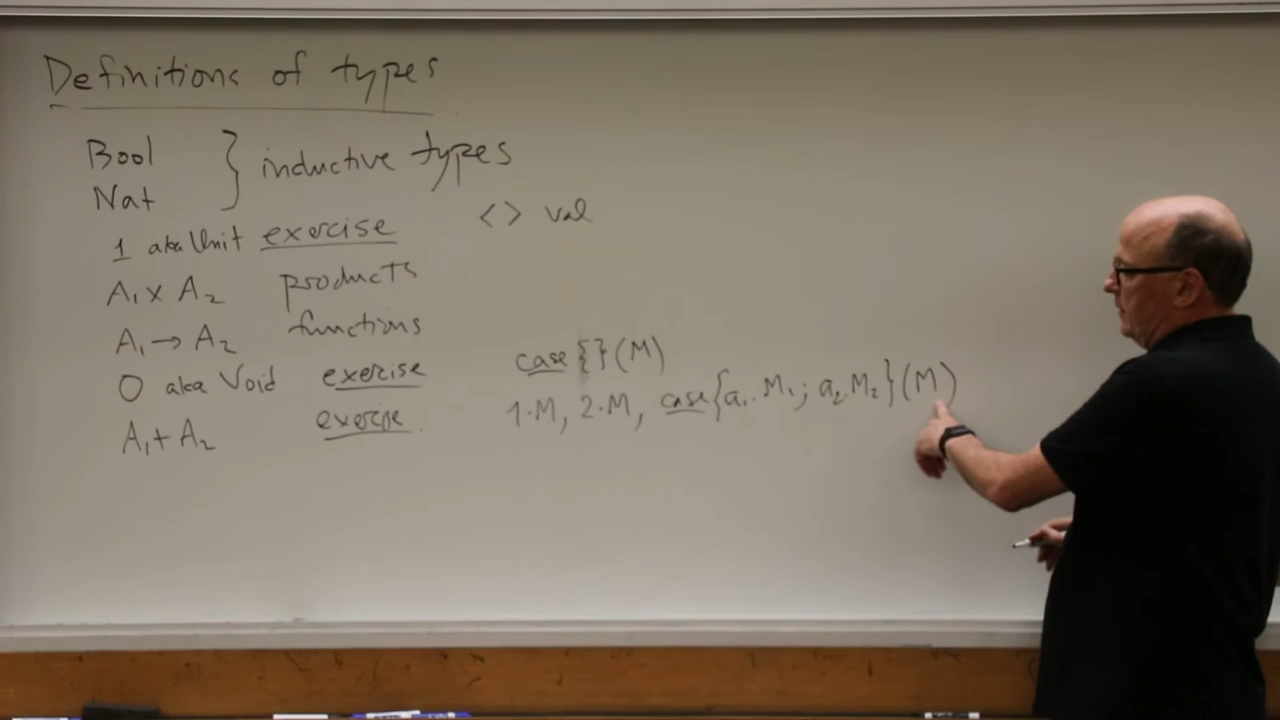 Definitions of types
Bool } inductive types
Nat
1 aka Unit exercise <> val
A₁ x A₂ products
A₁ → A₂ functions
0 aka Void exercise case { } (M)
A₁ + A₂ exercise. 1·M, 2·M, case {a₁. M₁; a₂. M₂} (M)